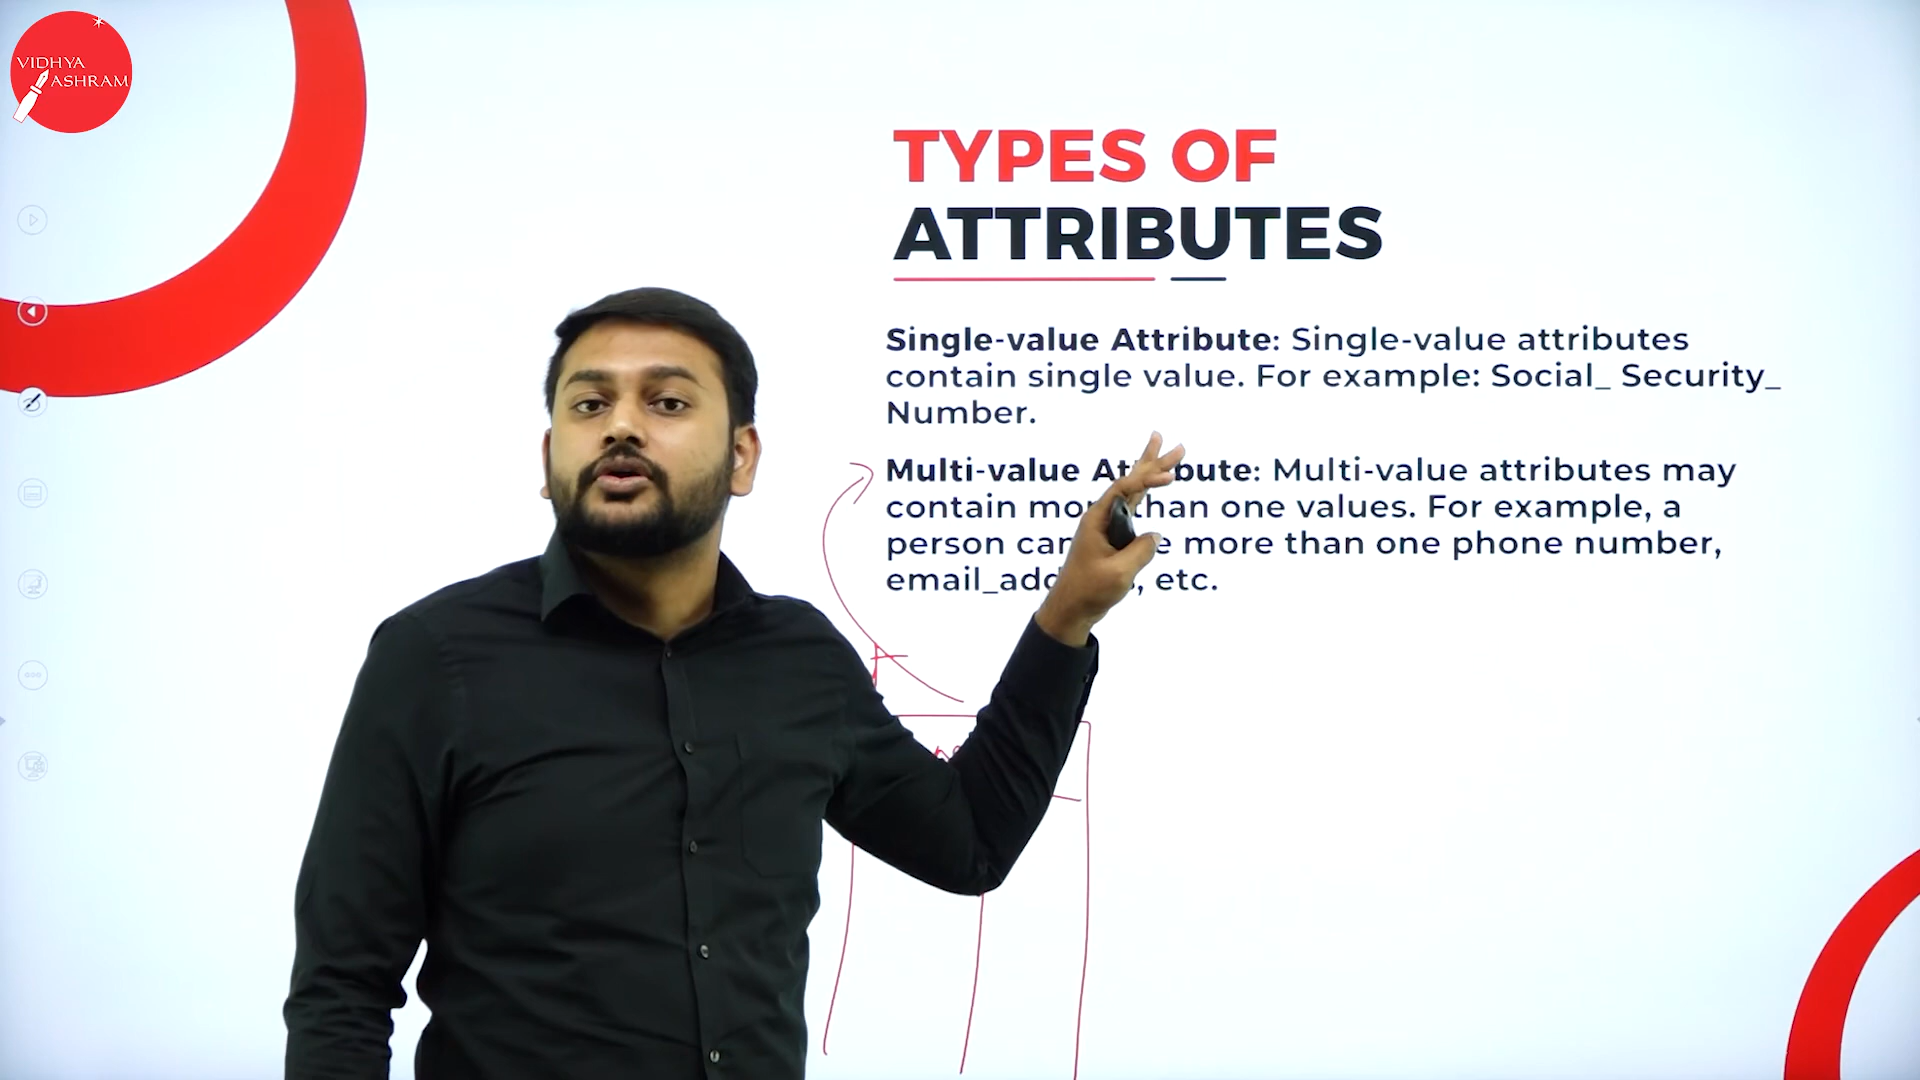 VIDHYA
ASHRAM
TYPES OF
ATTRIBUTES
Single-value Attribute: Single-value attributes
contain single value. For example: Social_ Security_
Number.
Multi-value Attribute: Multi-value attributes may
contain than one values. For example, a
person more than one phone number,
etc.